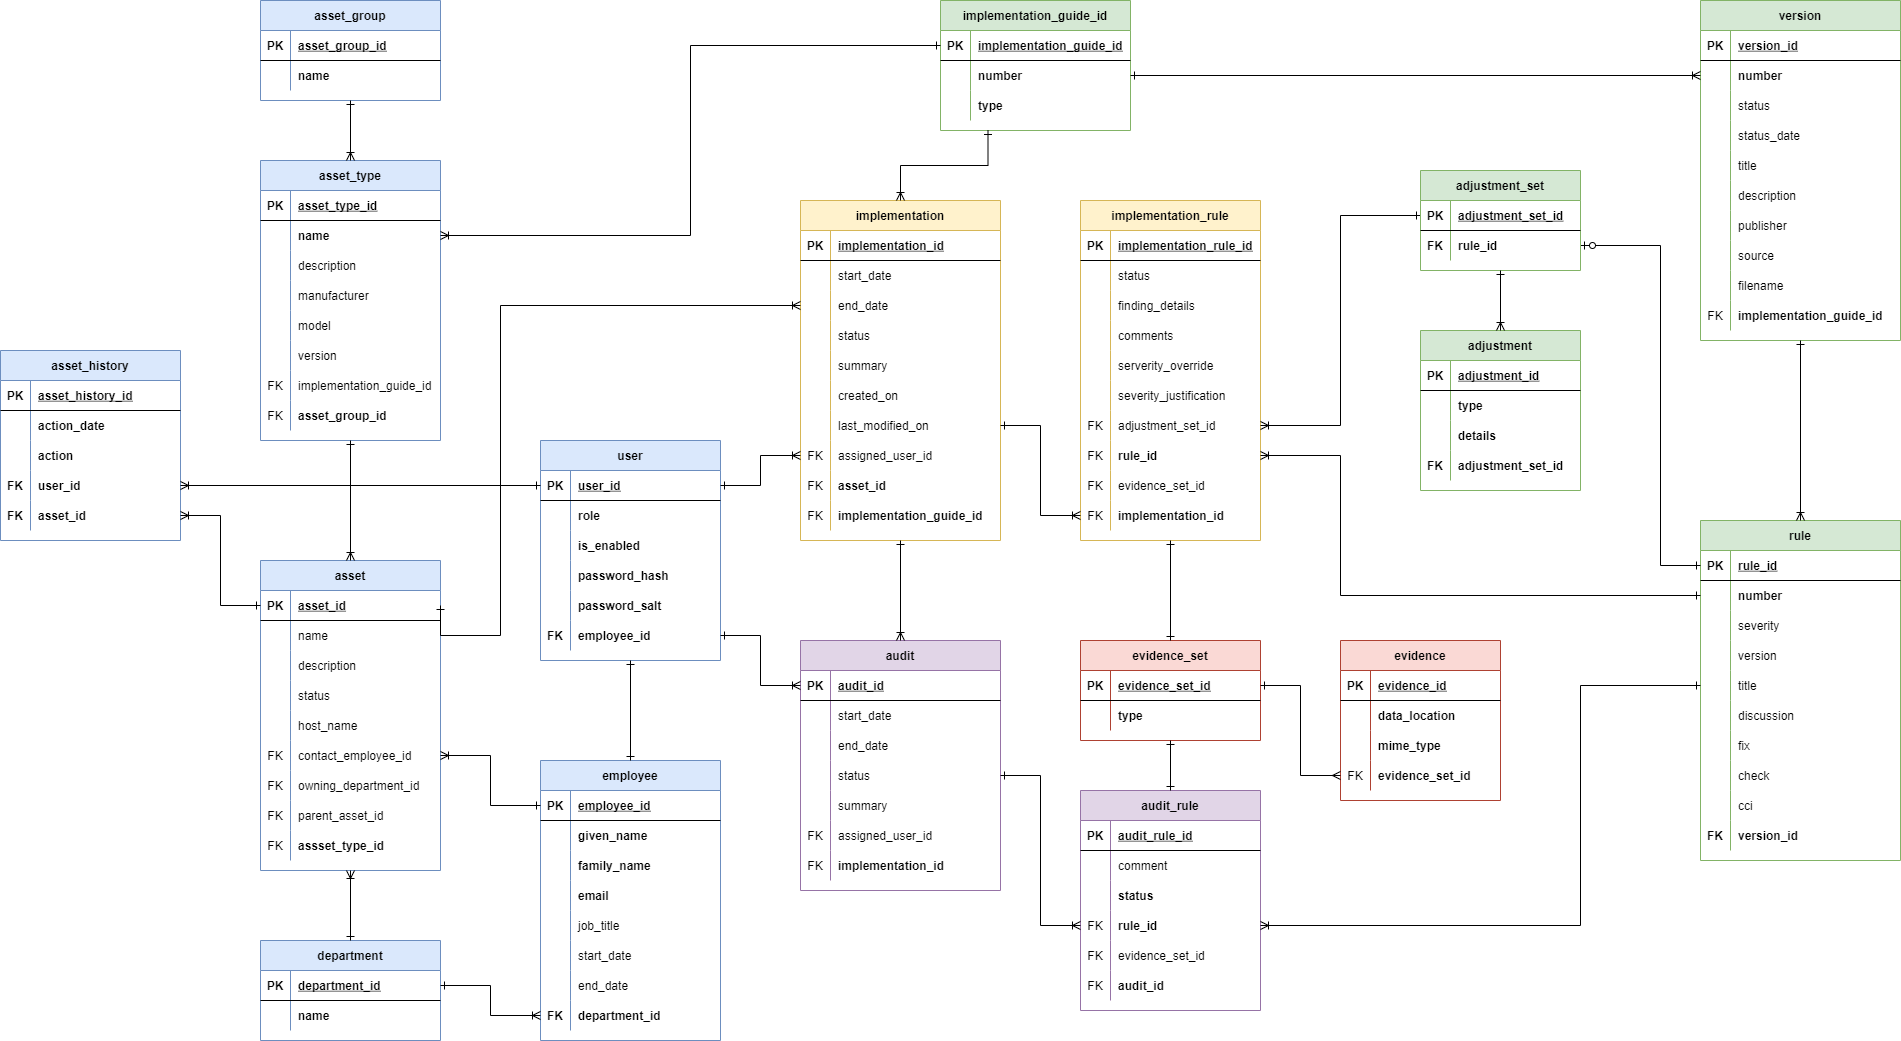 asset_group
PK asset_group_id
name
asset_type
PK asset_type_id
name
description
manufacturer
model
version
FK implementation_guide_id
FK asset_group_id
asset_history
PK asset_history_id
action_date
action
FK user_id
FK asset_id
asset
PK asset_id
name
description
status
host_name
FK contact_employee_id
FK owning_department_id
FK parent_asset_id
FK assset_type_id
department
PK department_id
name
user
PK user_id
role
is_enabled
password_hash
password_salt
FK employee_id
employee
PK employee_id
given_name
family_name
email
job_title
start_date
end_date
FK department_id
implementation_guide_id
PK implementation_guide_id
number
type
implementation
PK implementation_id
start_date
end_date
status
summary
created_on
last_modified_on
FK assigned_user_id
FK asset_id
FK implementation_guide_id
implementation_rule
PK implementation_rule_id
status
finding_details
comments
serverity_override
severity_justification
FK adjustment_set_id
FK rule_id
FK evidence_set_id
FK implementation_id
audit
PK audit_id
start_date
end_date
status
summary
FK assigned_user_id
FK implementation_id
evidence_set
PK evidence_set_id
type
evidence
PK evidence_id
data_location
mime_type
FK evidence_set_id
audit_rule
PK audit_rule_id
comment
status
FK rule_id
FK evidence_set_id
FK audit_id
adjustment_set
PK adjustment_set_id
FK rule_id
adjustment
PK adjustment_id
type
details
FK adjustment_set_id
version
PK version_id
number
status
status_date
title
description
publisher
source
filename
FK implementation_guide_id
rule
PK rule_id
number
severity
version
title
discussion
fix
check
cci
FK version_id